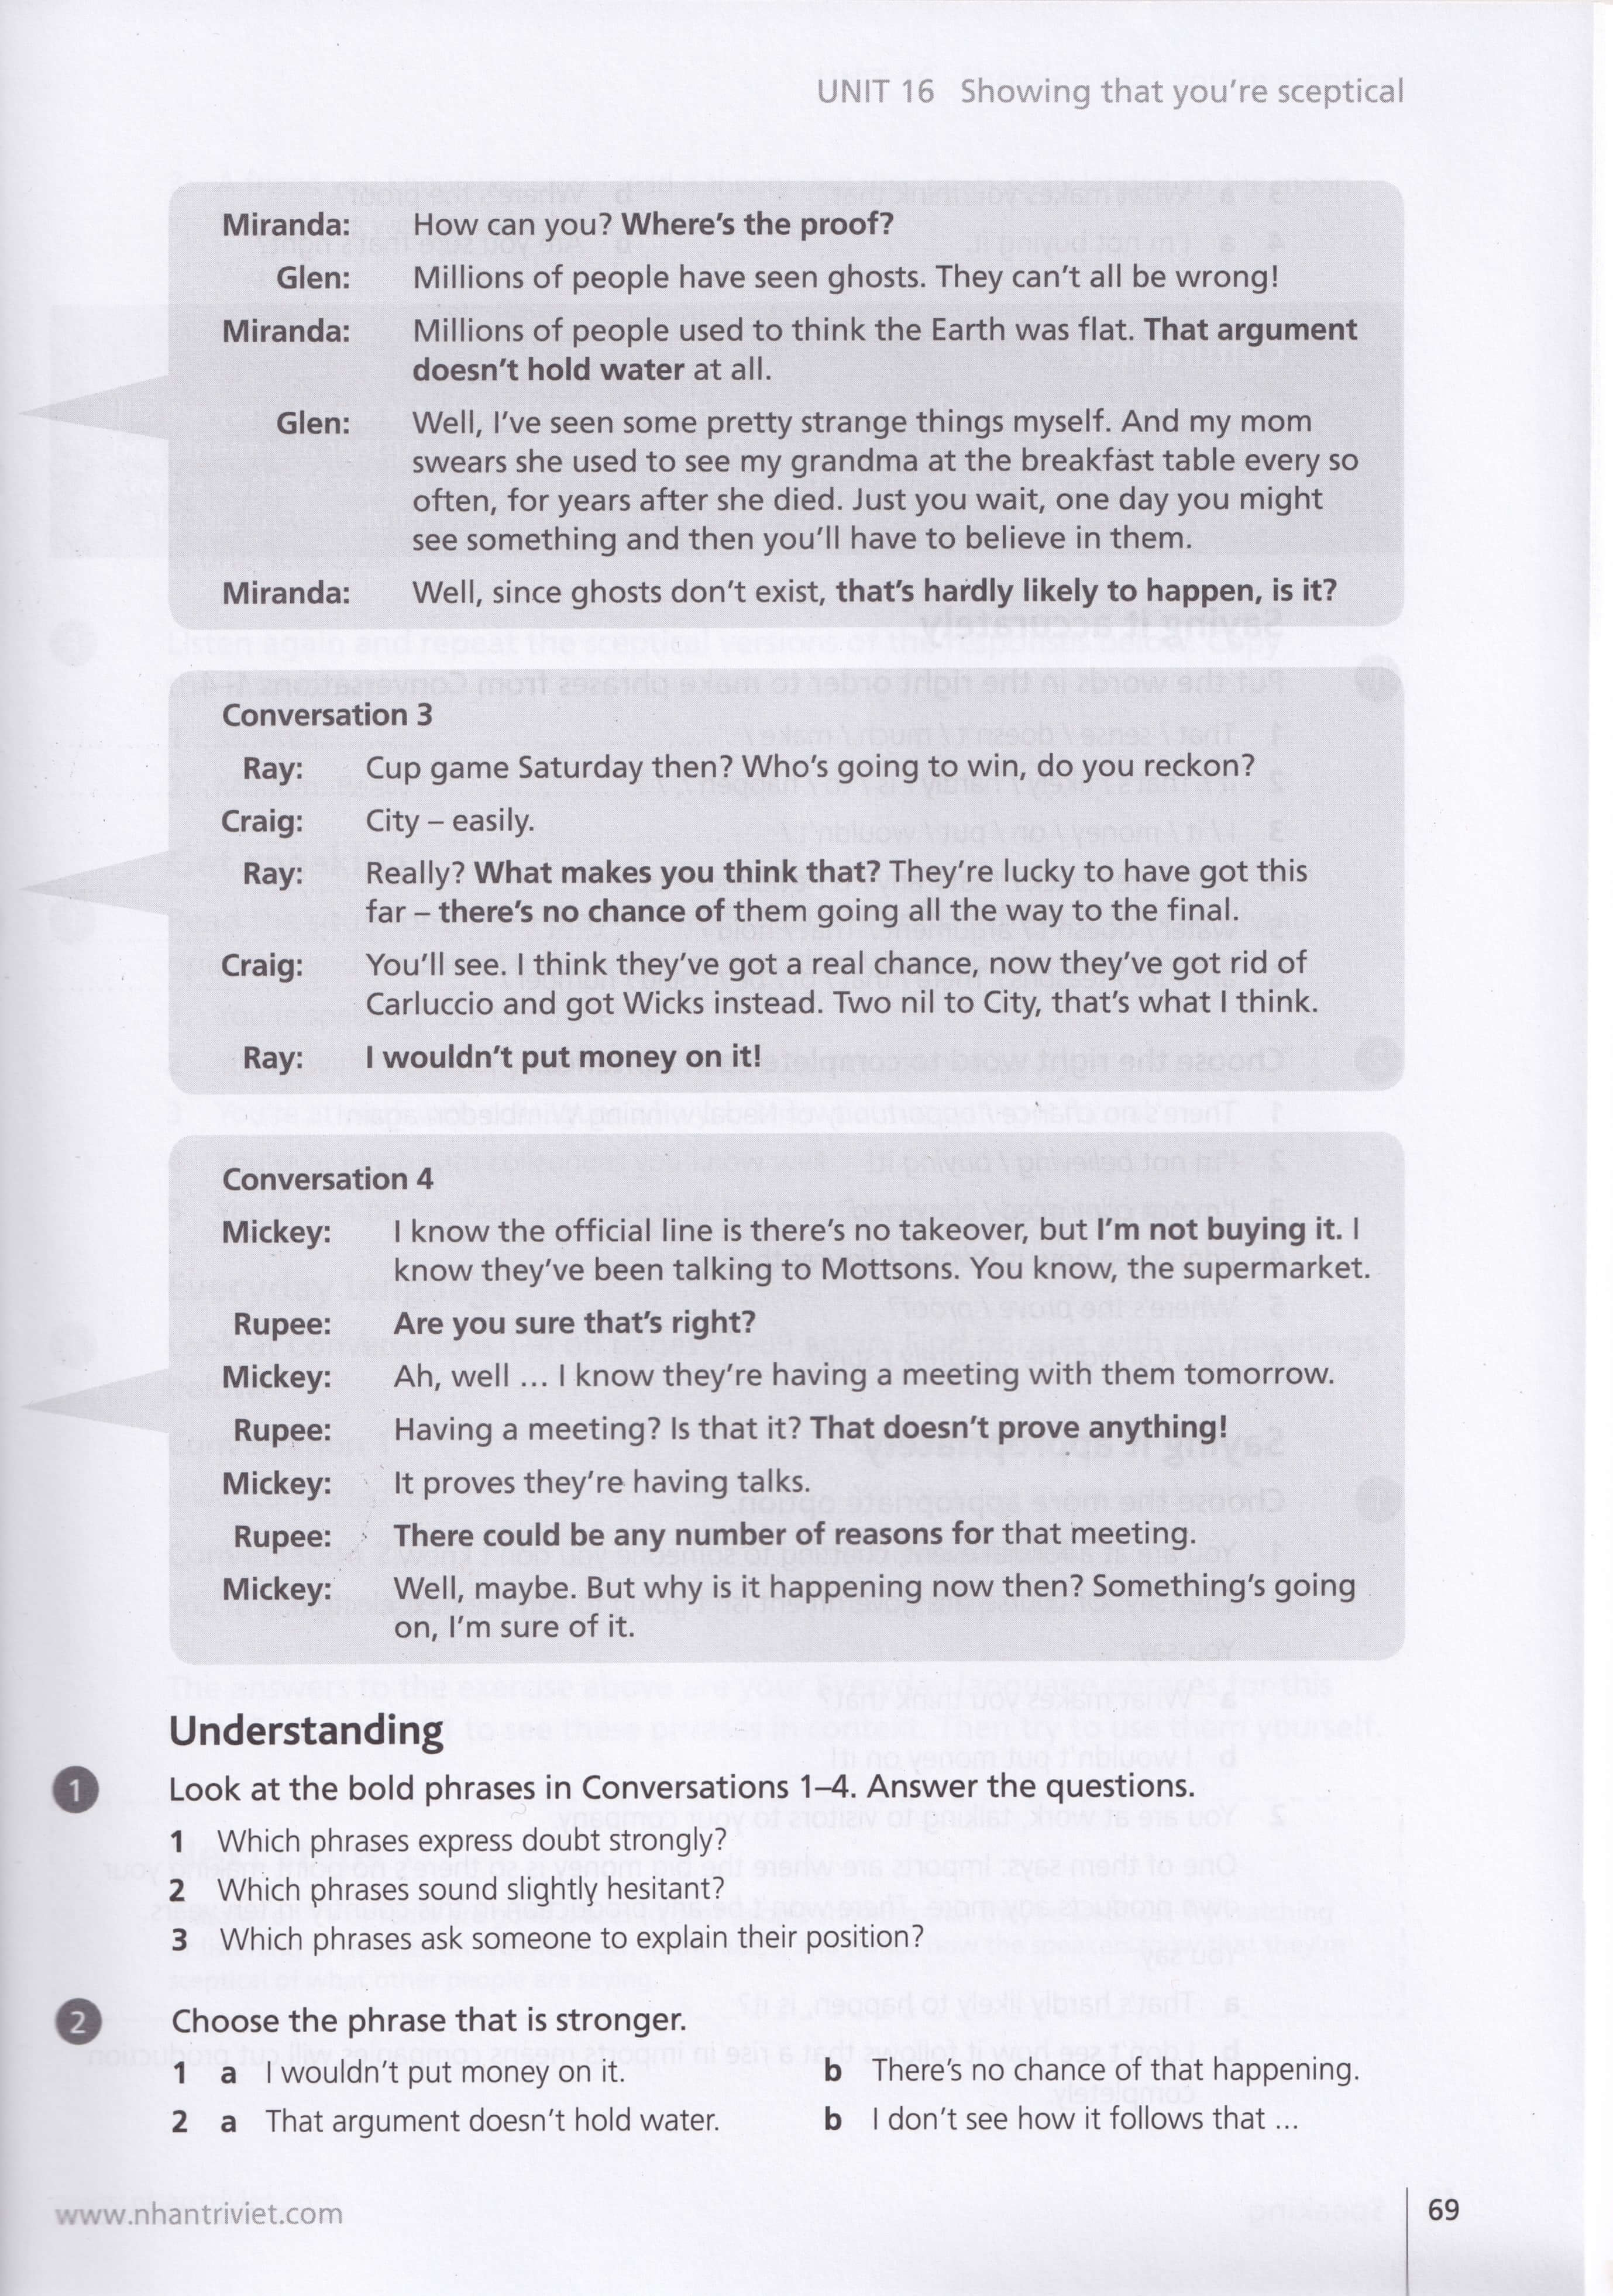 UNIT 16 Showing that you're sceptical
Miranda: How can you? Where's the proof?
Glen: Millions of people have seen ghosts. They can't all be wrong!
Miranda: Millions of people used to think the Earth was flat. That argument
doesn't hold water at all.
Glen: Well, I've seen some pretty strange things myself. And my mom
swears she used to see my grandma at the breakfast table every so
often, for years after she died. Just you wait, one day you might
see something and then you'll have to believe in them.
Miranda: Well, since ghosts don't exist, that's hardly likely to happen, is it?
Conversation 3
Ray: Cup game Saturday then? Who's going to win, do you reckon?
Craig: City – easily.
Ray: Really? What makes you think that? They're lucky to have got this
far – there's no chance of them going all the way to the final.
Craig: You'll see. I think they've got a real chance, now they've got rid of
Carluccio and got Wicks instead. Two nil to City, that's what I think.
Ray: I wouldn't put money on it!
Conversation 4
Mickey: I know the official line is there's no takeover, but I'm not buying it. I
know they've been talking to Mottsons. You know, the supermarket.
Rupee: Are you sure that's right?
Mickey: Ah, well ... I know they're having a meeting with them tomorrow.
Rupee: Having a meeting? Is that it? That doesn't prove anything!
Mickey: It proves they're having talks.
Rupee: There could be any number of reasons for that meeting.
Mickey: Well, maybe. But why is it happening now then? Something's going
on, I'm sure of it.
Understanding
1 Look at the bold phrases in Conversations 1–4. Answer the questions.
1 Which phrases express doubt strongly?
2 Which phrases sound slightly hesitant?
3 Which phrases ask someone to explain their position?
2 Choose the phrase that is stronger.
1 a I wouldn't put money on it. b There's no chance of that happening.
2 a That argument doesn't hold water. b I don't see how it follows that ...
www.nhantriviet.com 69